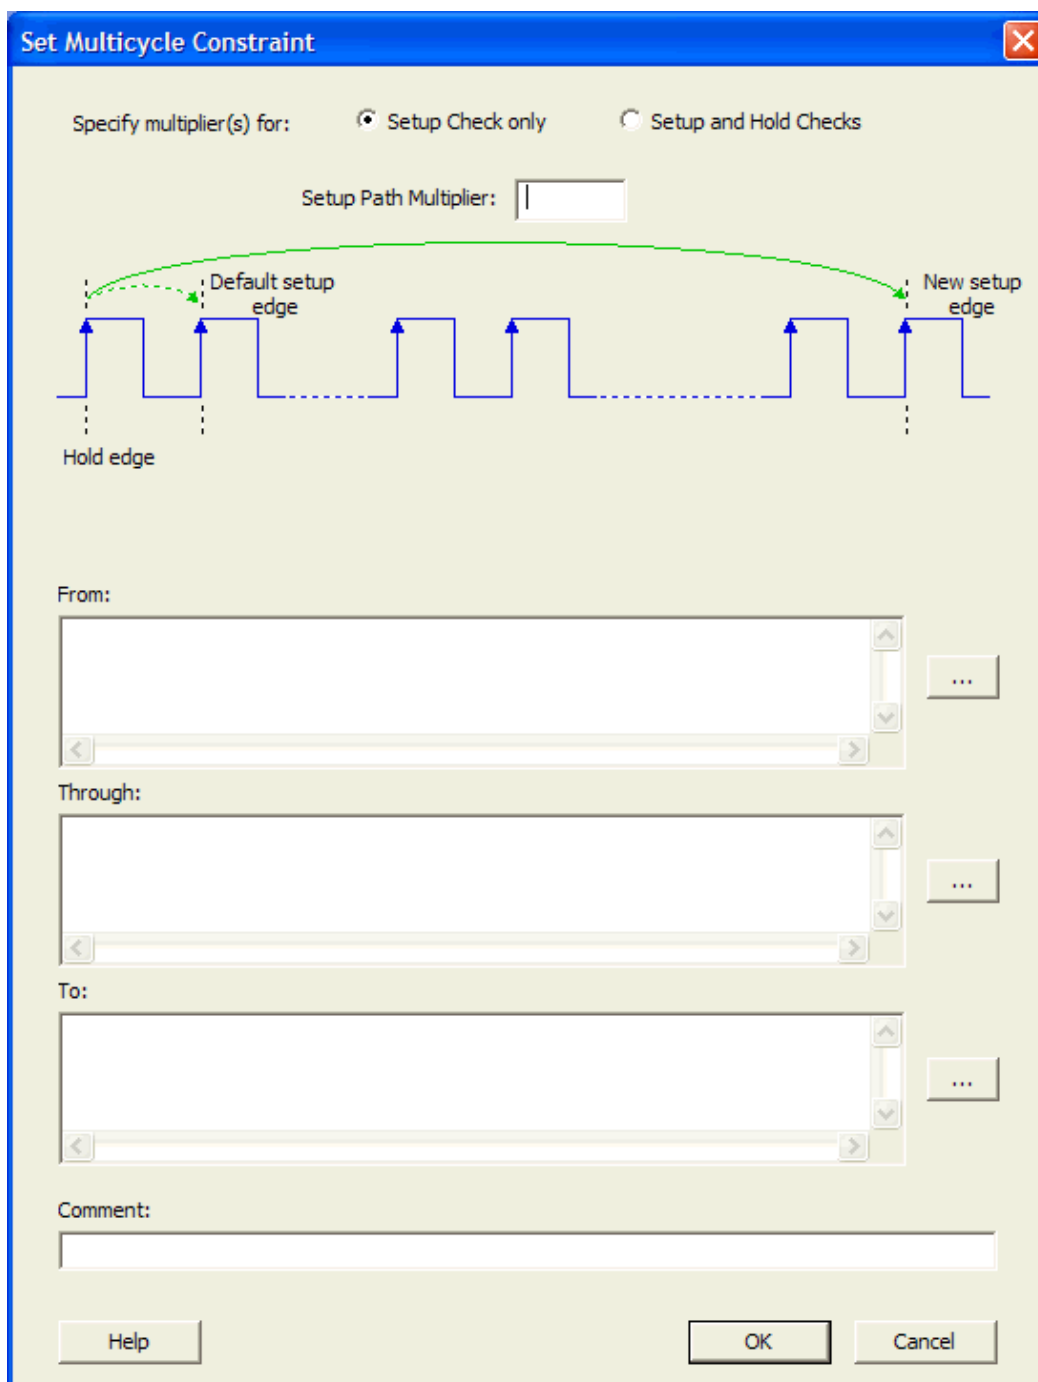 Set Multicycle Constraint
Specify multiplier(s) for: Setup Check only Setup and Hold Checks
Setup Path Multiplier:
Default setup
edge
New setup
edge
Hold edge
From:
...
Through:
...
To:
...
Comment:
Help OK Cancel